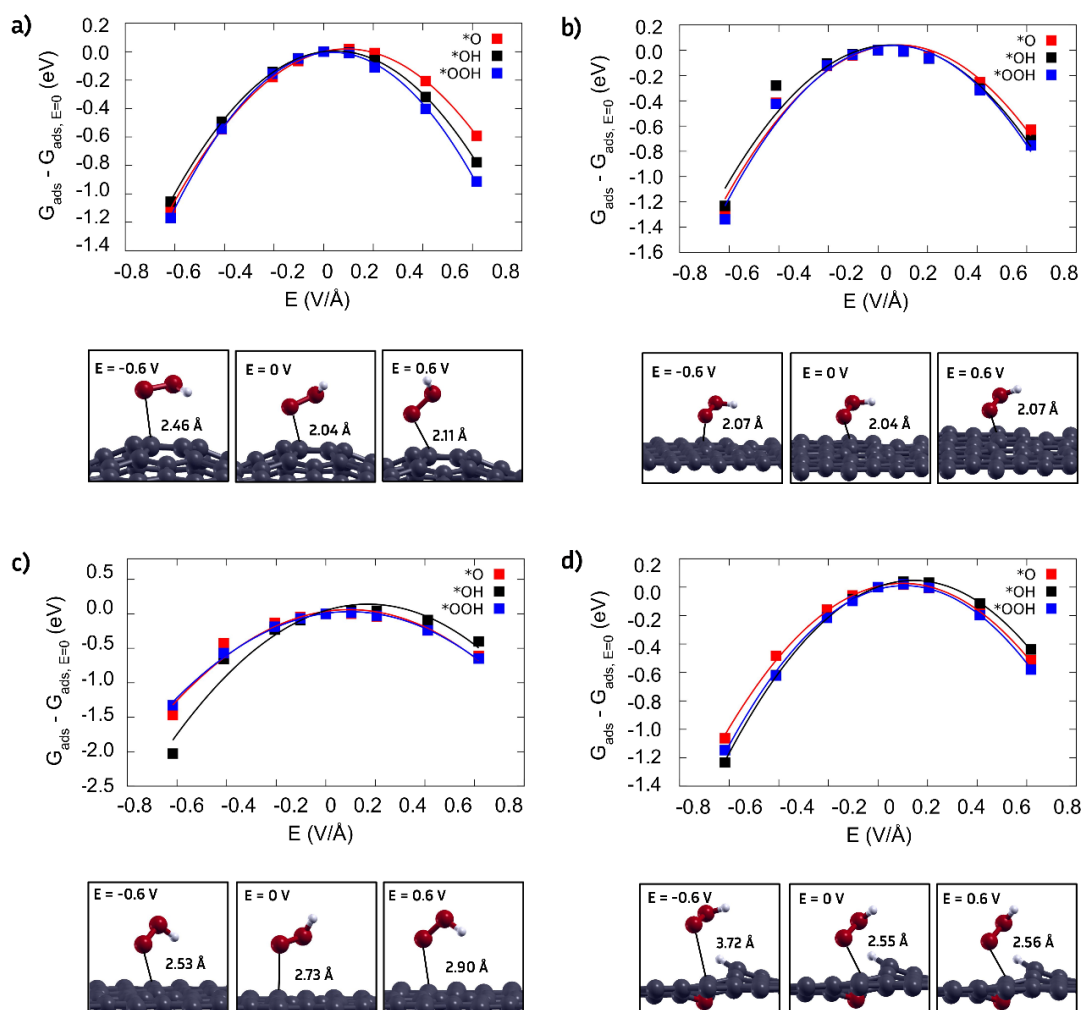 a)
*O
*OH
*OOH
G_ads - G_ads, E=0 (eV)
0.0
-0.2
-0.4
-0.6
-0.8
-1.0
-1.2
-1.4
-0.8 -0.6 -0.4 -0.2 0 0.2 0.4 0.6 0.8
E (V/Å)
E = -0.6 V
2.46 Å
E = 0 V
2.04 Å
E = 0.6 V
2.11 Å
b)
*O
*OH
*OOH
G_ads - G_ads, E=0 (eV)
0.2
0.0
-0.2
-0.4
-0.6
-0.8
-1.0
-1.2
-1.4
-1.6
-0.8 -0.6 -0.4 -0.2 0 0.2 0.4 0.6 0.8
E (V/Å)
E = -0.6 V
2.07 Å
E = 0 V
2.04 Å
E = 0.6 V
2.07 Å
c)
*O
*OH
*OOH
G_ads - G_ads, E=0 (eV)
0.5
0.0
-0.5
-1.0
-1.5
-2.0
-2.5
-0.8 -0.6 -0.4 -0.2 0 0.2 0.4 0.6 0.8
E (V/Å)
E = -0.6 V
2.53 Å
E = 0 V
2.73 Å
E = 0.6 V
2.90 Å
d)
*O
*OH
*OOH
G_ads - G_ads, E=0 (eV)
0.2
0.0
-0.2
-0.4
-0.6
-0.8
-1.0
-1.2
-1.4
-0.8 -0.6 -0.4 -0.2 0 0.2 0.4 0.6 0.8
E (V/Å)
E = -0.6 V
3.72 Å
E = 0 V
2.55 Å
E = 0.6 V
2.56 Å